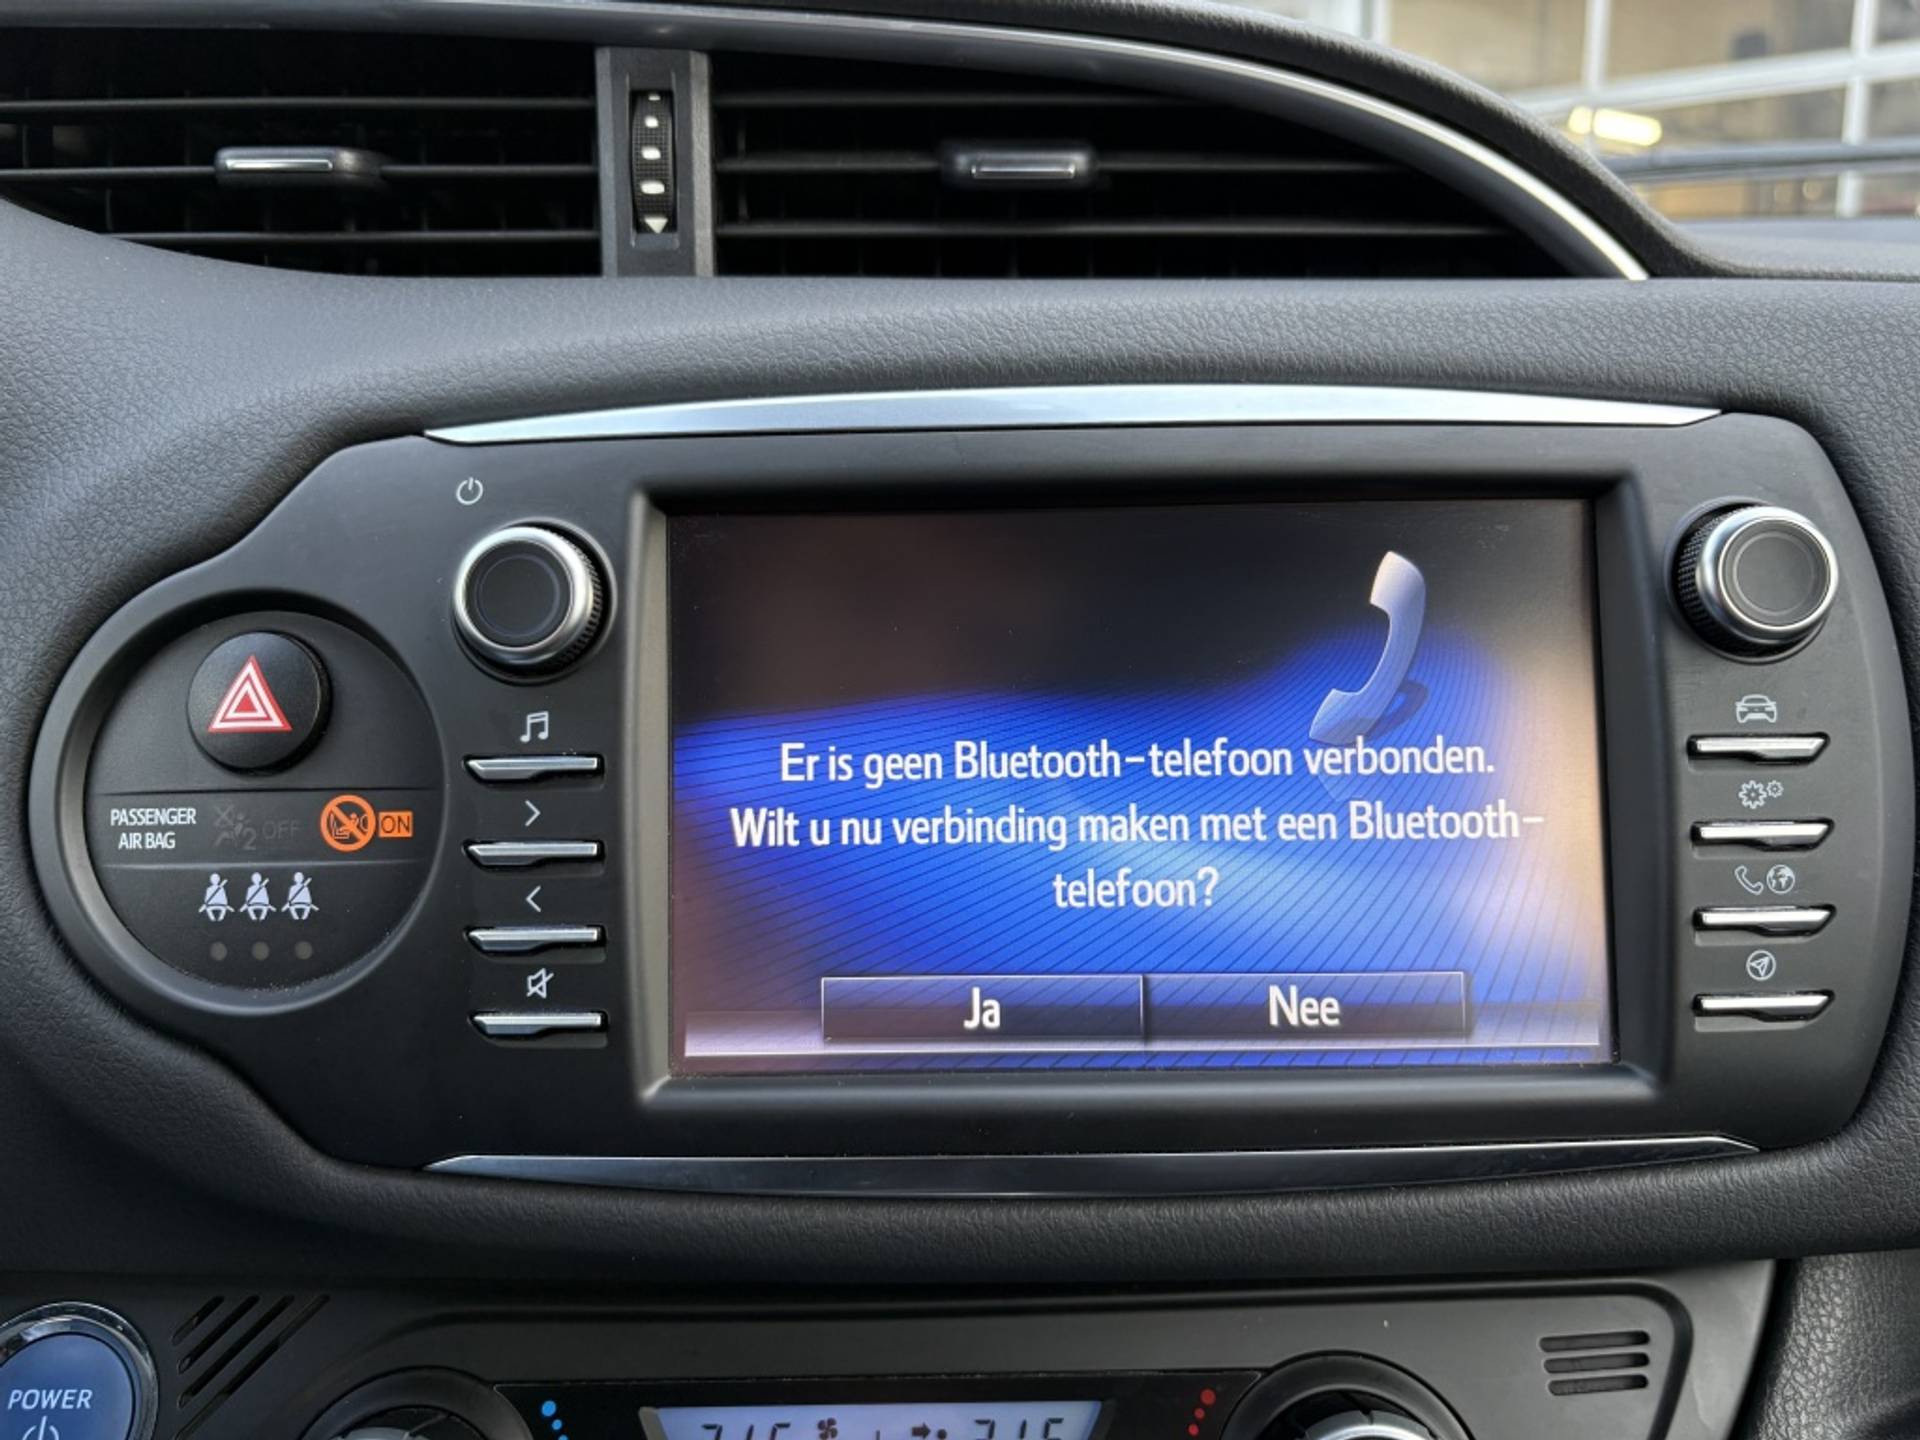 Er is geen Bluetooth-telefoon verbonden.
Wilt u nu verbinding maken met een Bluetooth-
telefoon?
Ja
Nee
PASSENGER
AIR BAG
2 OFF
ON
POWER